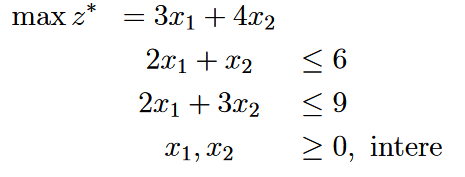 max z* = 3x₁ + 4x₂
2x₁ + x₂ ≤ 6
2x₁ + 3x₂ ≤ 9
x₁, x₂ ≥ 0, intere